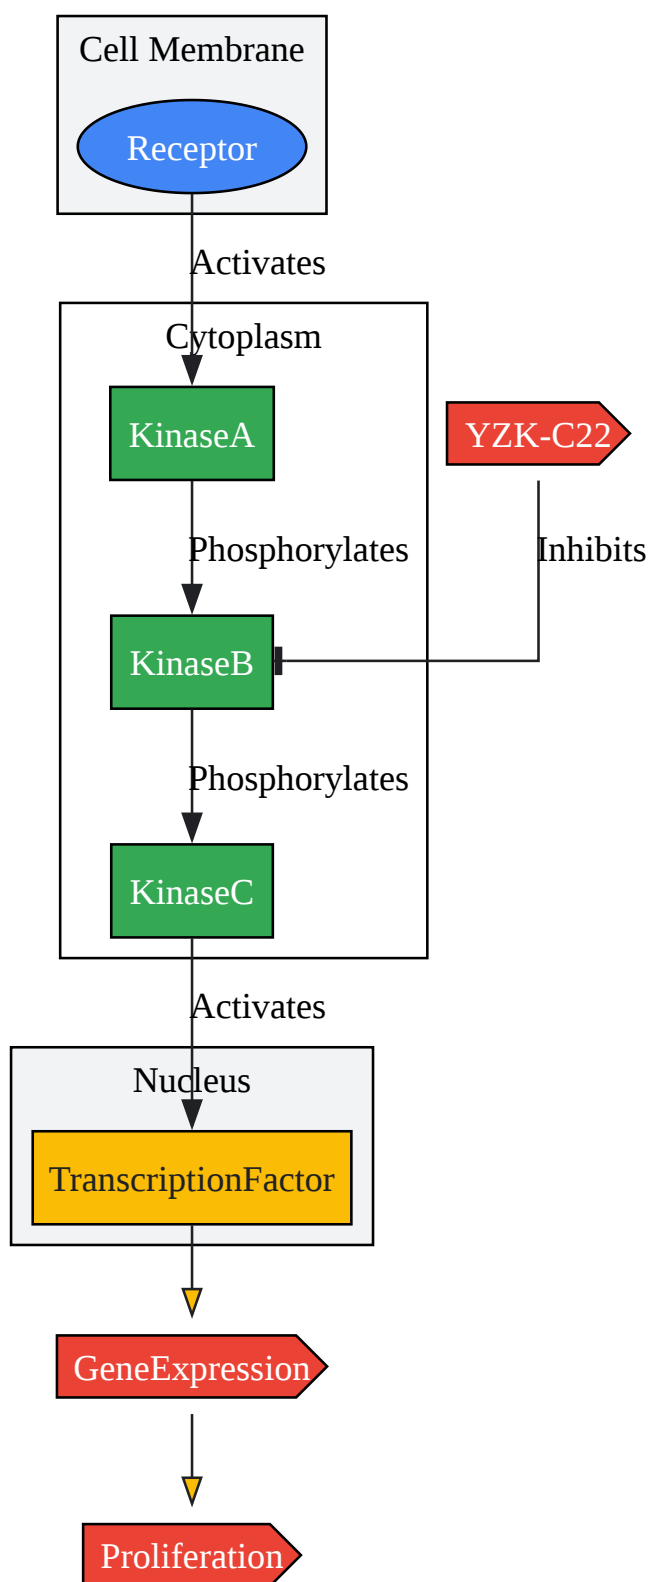 Cell Membrane
Receptor
Activates
Cytoplasm
KinaseA
YZK-C22
Phosphorylates
Inhibits
KinaseB
Phosphorylates
KinaseC
Activates
Nucleus
TranscriptionFactor
GeneExpression
Proliferation